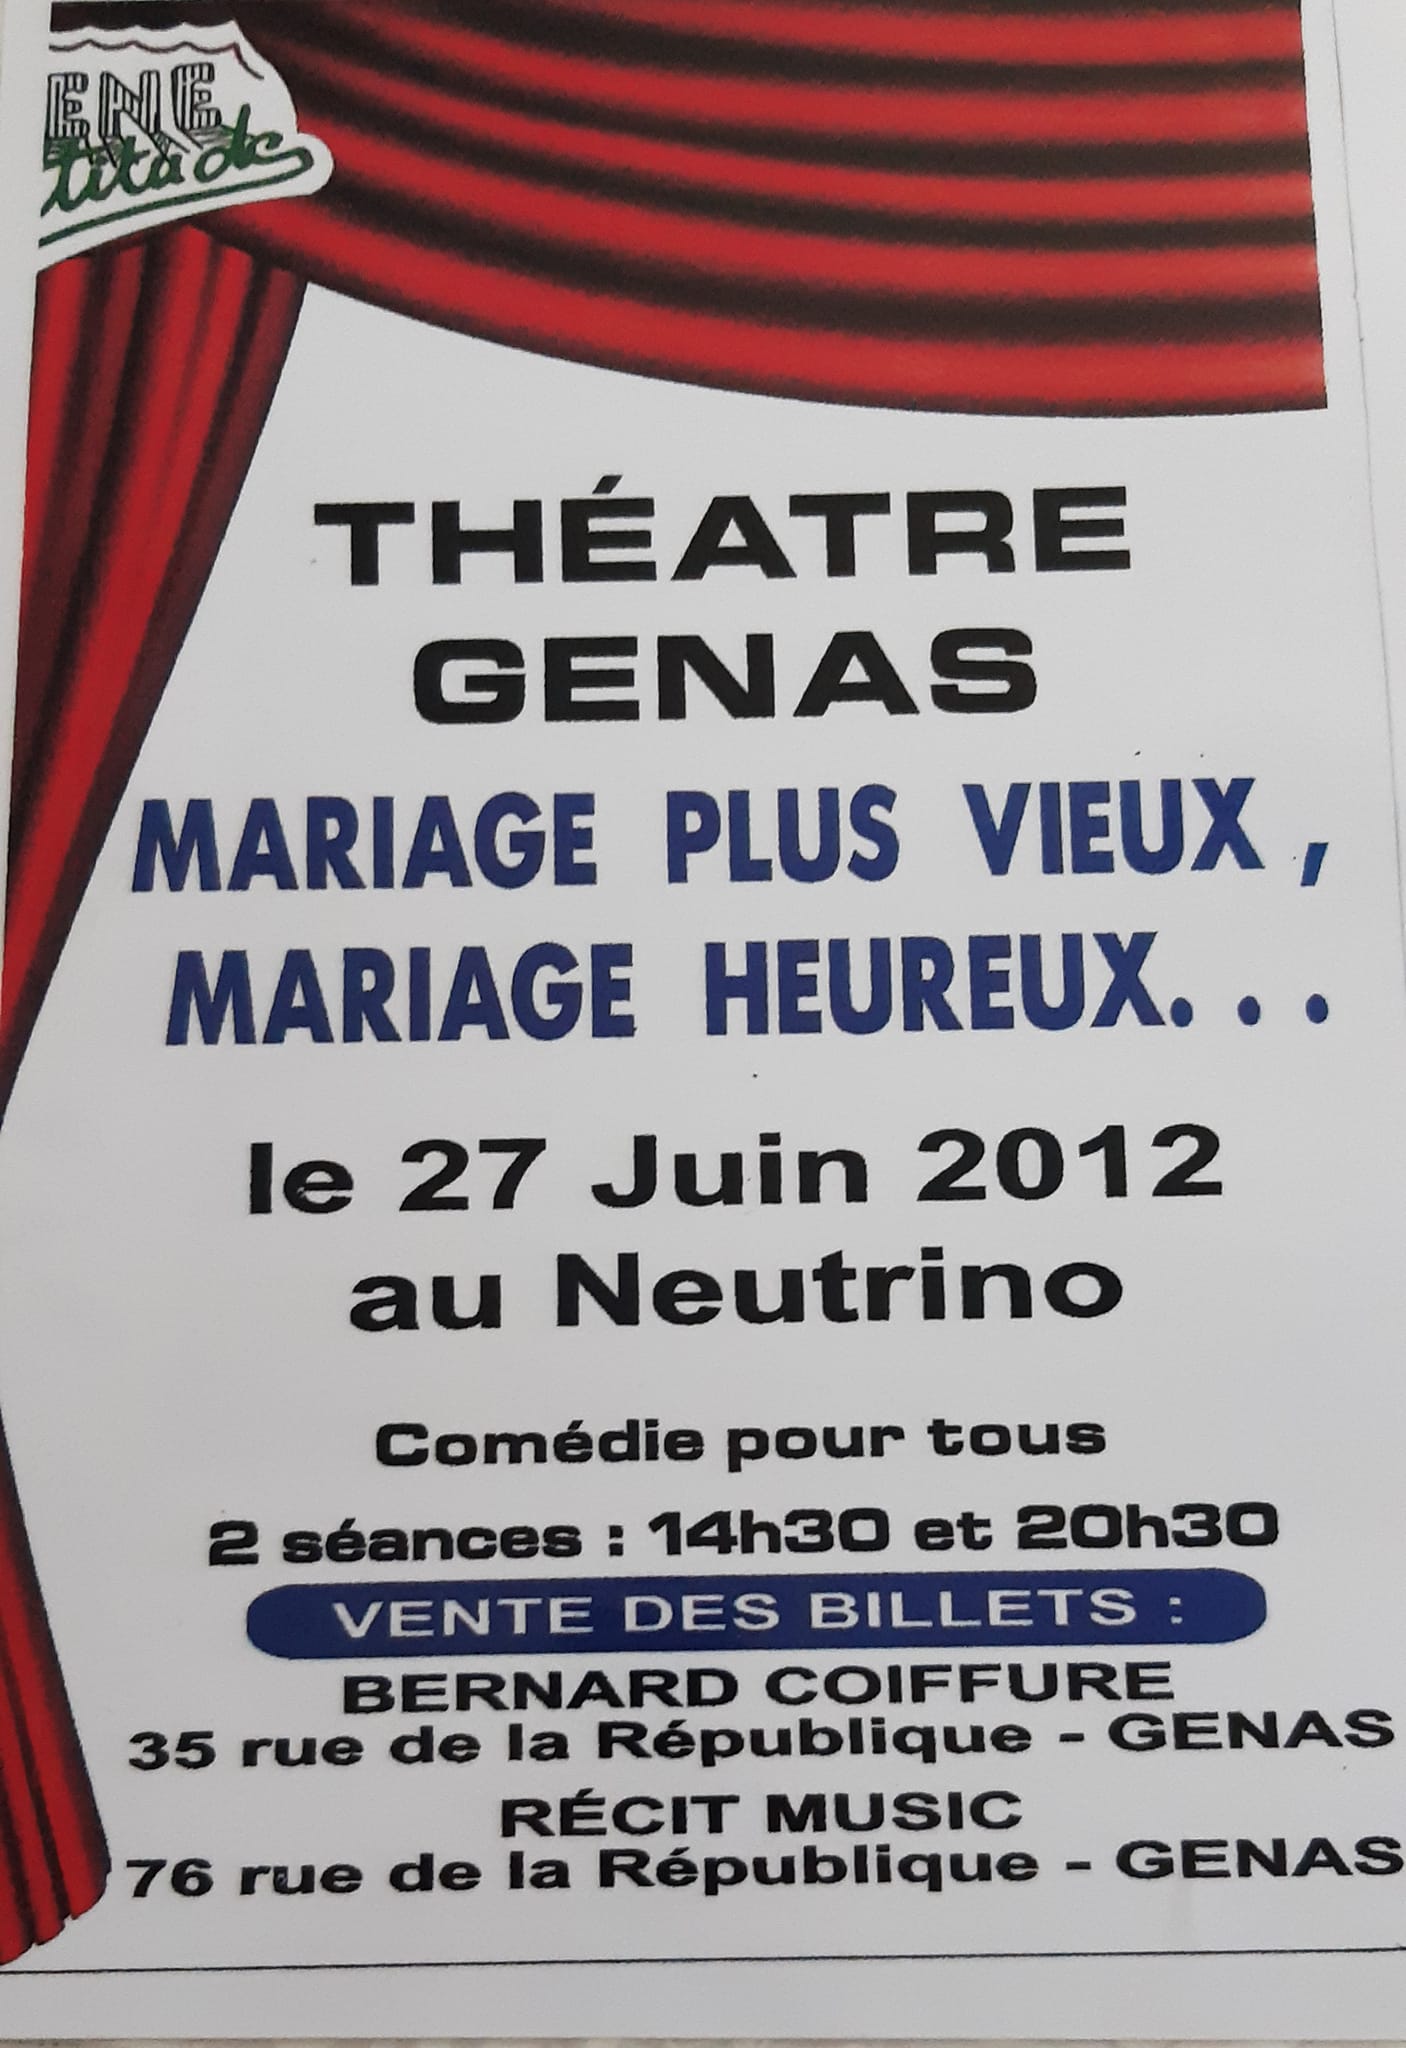 ENE
titude
THÉATRE
GENAS
MARIAGE PLUS VIEUX,
MARIAGE HEUREUX...
le 27 Juin 2012
au Neutrino
Comédie pour tous
2 séances : 14h30 et 20h30
VENTE DES BILLETS :
BERNARD COIFFURE
35 rue de la République - GENAS
RÉCIT MUSIC
76 rue de la République - GENAS